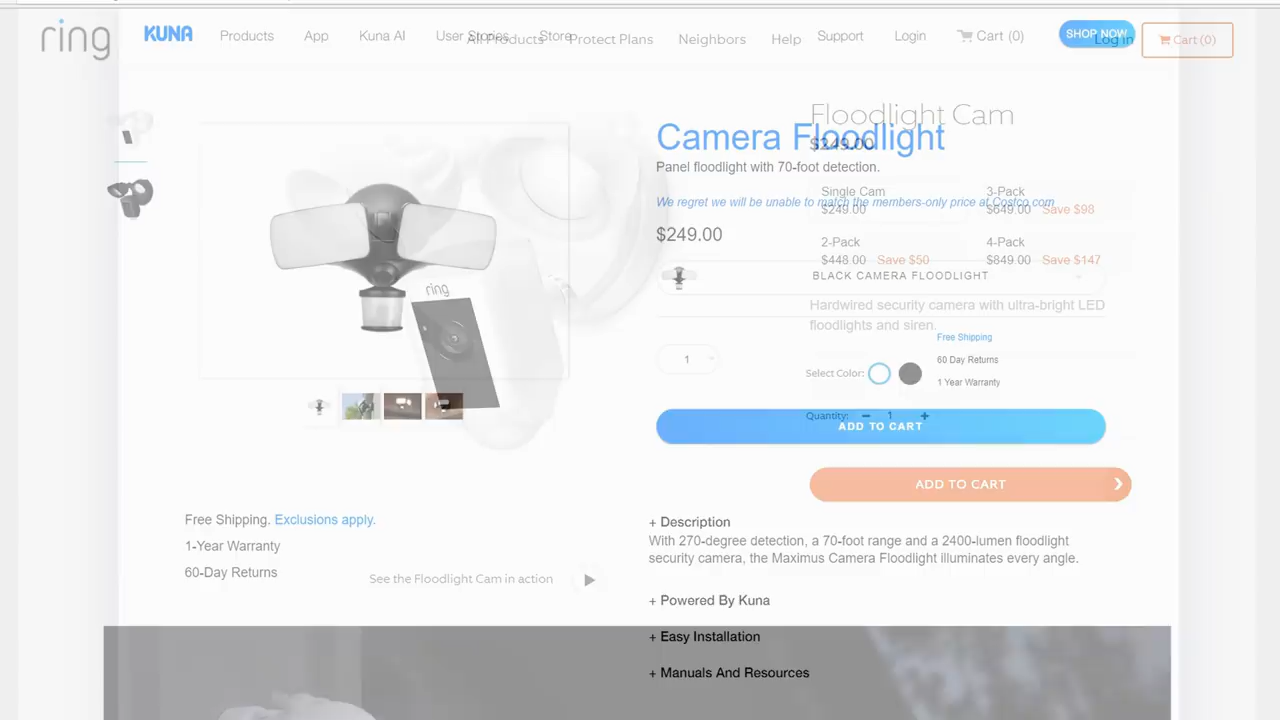 ring
KUNA
Products
App
Kuna AI
User Stories
Store
Support
Login
Cart (0)
SHOP NOW
All Products
Protect Plans
Neighbors
Help
Log in
Cart (0)
Camera Floodlight
Panel floodlight with 70-foot detection.
We regret we will be unable to match the members-only price at Costco.com
$249.00
BLACK CAMERA FLOODLIGHT
1
Free Shipping
60 Day Returns
1 Year Warranty
ADD TO CART
Floodlight Cam
$249.00
Single Cam
$249.00
3-Pack
$649.00 Save $98
2-Pack
$448.00 Save $50
4-Pack
$849.00 Save $147
Hardwired security camera with ultra-bright LED
floodlights and siren.
Select Color:
Quantity: − 1 +
ADD TO CART
ring
Free Shipping. Exclusions apply.
1-Year Warranty
60-Day Returns
See the Floodlight Cam in action
+ Description
With 270-degree detection, a 70-foot range and a 2400-lumen floodlight
security camera, the Maximus Camera Floodlight illuminates every angle.
+ Powered By Kuna
+ Easy Installation
+ Manuals And Resources